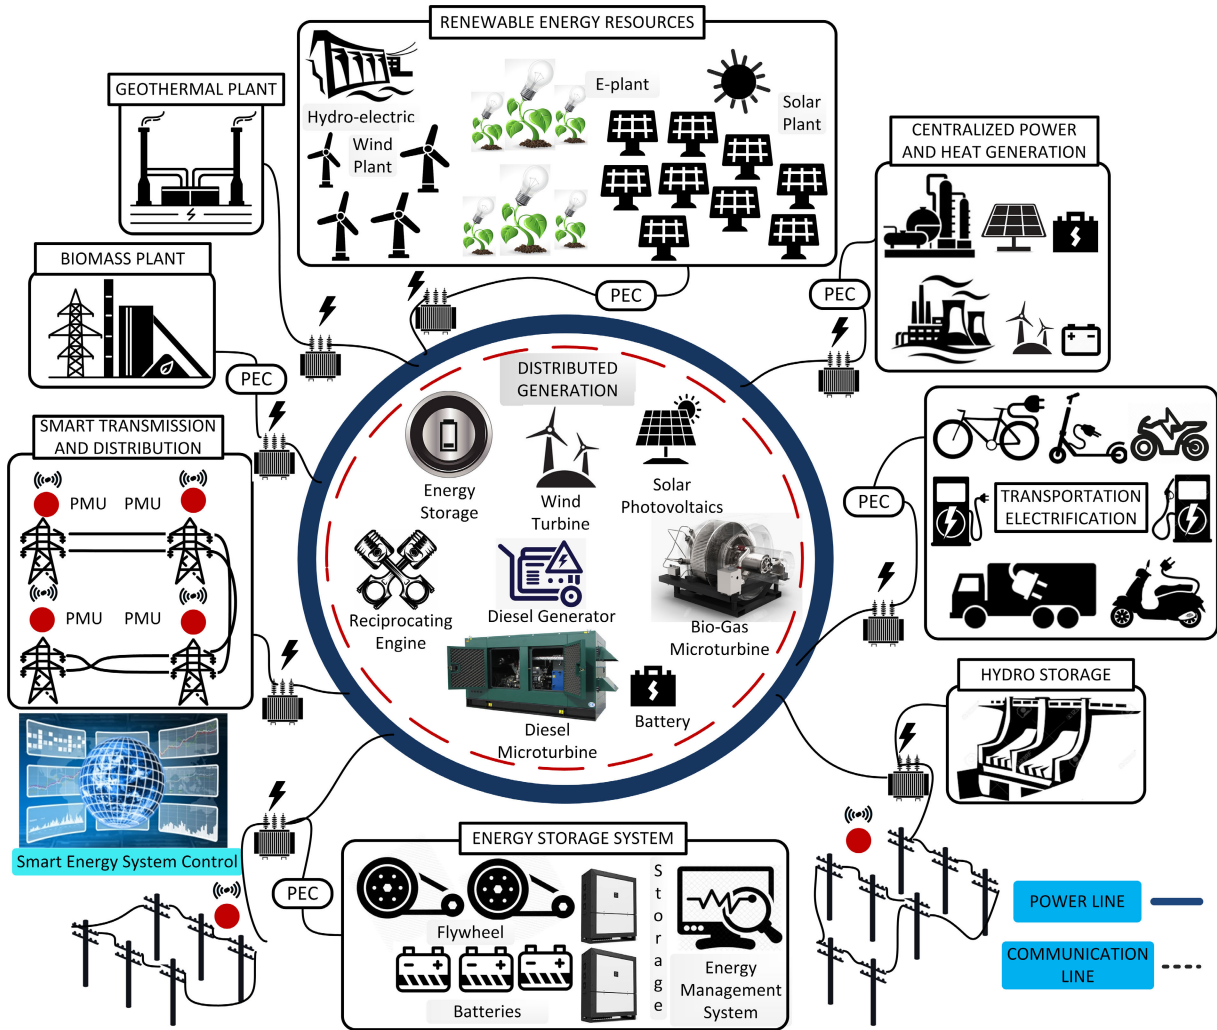 RENEWABLE ENERGY RESOURCES
Hydro-electric
Wind
Plant
E-plant
Solar
Plant
GEOTHERMAL PLANT
CENTRALIZED POWER
AND HEAT GENERATION
BIOMASS PLANT
PEC
PEC
PEC
SMART TRANSMISSION
AND DISTRIBUTION
PMU
PMU
PMU
PMU
DISTRIBUTED
GENERATION
Energy
Storage
Wind
Turbine
Solar
Photovoltaics
Reciprocating
Engine
Diesel Generator
Bio-Gas
Microturbine
Diesel
Microturbine
Battery
PEC
TRANSPORTATION
ELECTRIFICATION
HYDRO STORAGE
Smart Energy System Control
PEC
ENERGY STORAGE SYSTEM
Flywheel
Batteries
Storage
Energy
Management
System
POWER LINE
COMMUNICATION
LINE